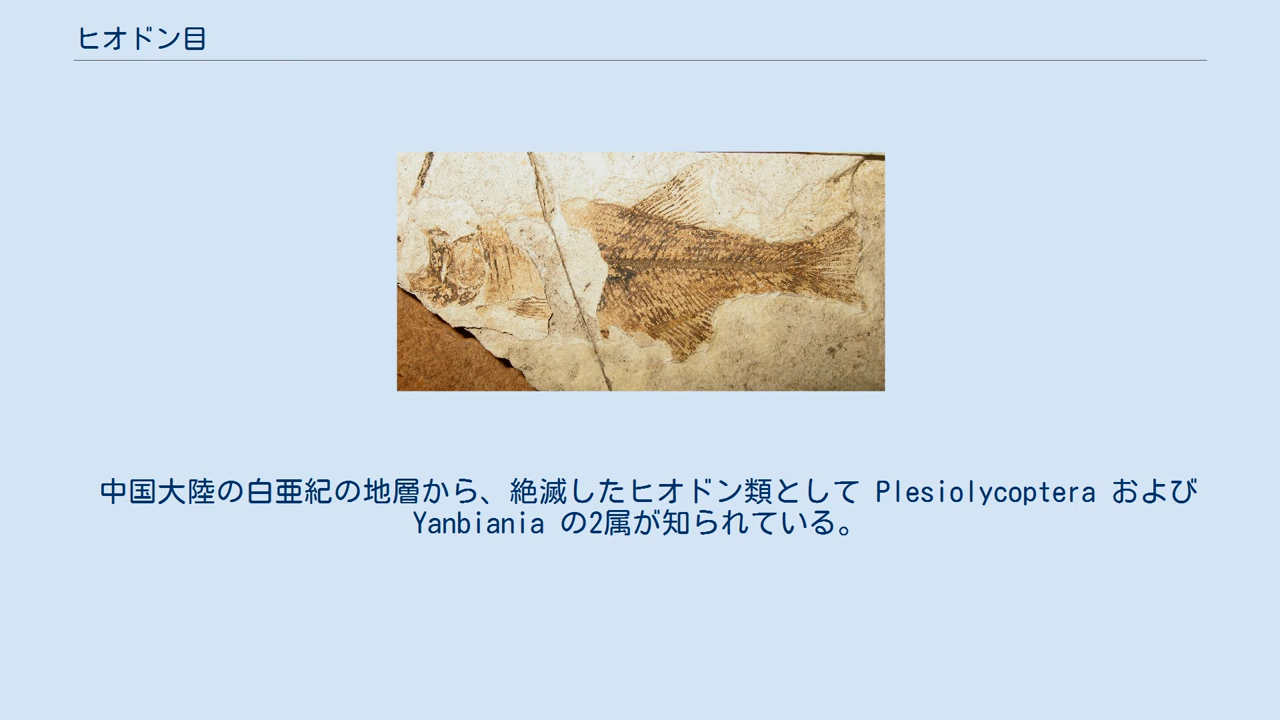 ヒオドン目
中国大陸の白亜紀の地層から、絶滅したヒオドン類として Plesiolycoptera および
Yanbiania の2属が知られている。